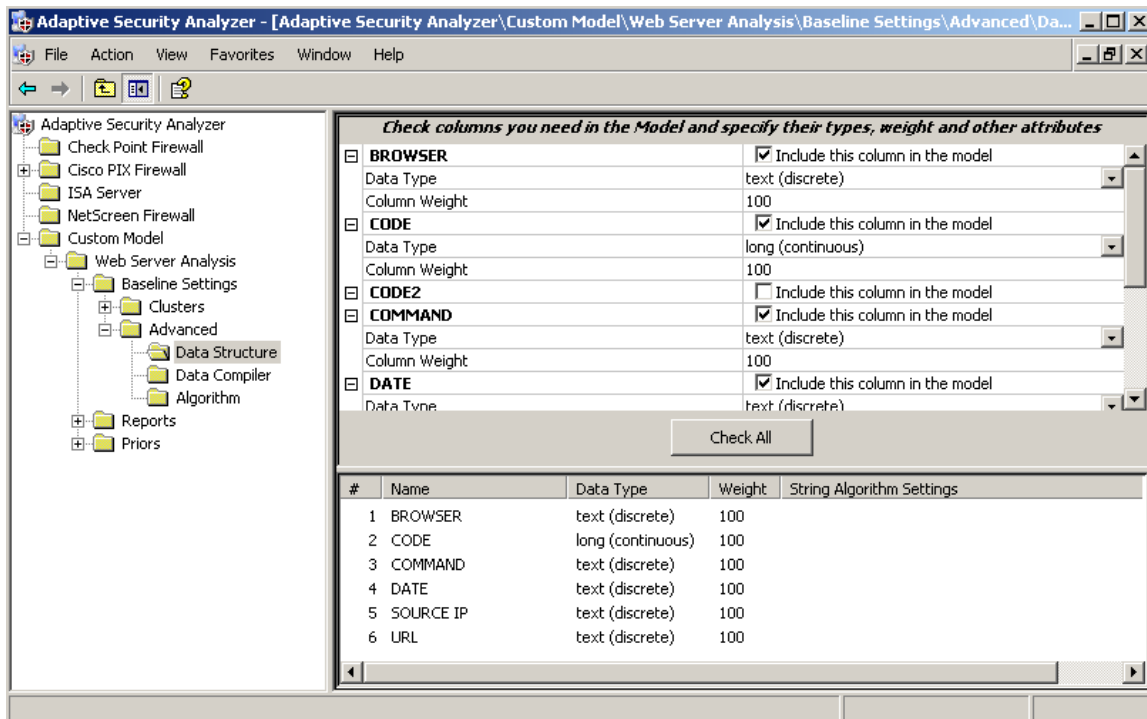 Adaptive Security Analyzer - [Adaptive Security Analyzer\Custom Model\Web Server Analysis\Baseline Settings\Advanced\Da...
File Action View Favorites Window Help
Adaptive Security Analyzer
Check Point Firewall
Cisco PIX Firewall
ISA Server
NetScreen Firewall
Custom Model
Web Server Analysis
Baseline Settings
Clusters
Advanced
Data Structure
Data Compiler
Algorithm
Reports
Priors
Check columns you need in the Model and specify their types, weight and other attributes
BROWSER Include this column in the model
Data Type text (discrete)
Column Weight 100
CODE Include this column in the model
Data Type long (continuous)
Column Weight 100
CODE2 Include this column in the model
COMMAND Include this column in the model
Data Type text (discrete)
Column Weight 100
DATE Include this column in the model
Data Type text (discrete)
Check All
# Name Data Type Weight String Algorithm Settings
1 BROWSER text (discrete) 100
2 CODE long (continuous) 100
3 COMMAND text (discrete) 100
4 DATE text (discrete) 100
5 SOURCE IP text (discrete) 100
6 URL text (discrete) 100